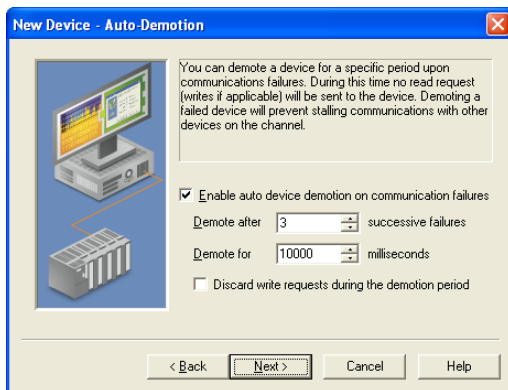 New Device - Auto-Demotion
You can demote a device for a specific period upon
communications failures. During this time no read request
(writes if applicable) will be sent to the device. Demoting a
failed device will prevent stalling communications with other
devices on the channel.
Enable auto device demotion on communication failures
Demote after 3 successive failures
Demote for 10000 milliseconds
Discard write requests during the demotion period
< Back Next > Cancel Help